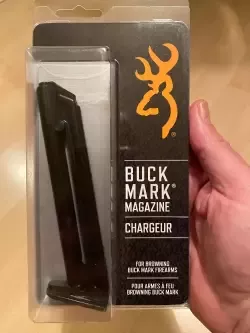 BUCK
MARK®
MAGAZINE
CHARGEUR
FOR BROWNING
BUCK MARK FIREARMS
POUR ARMES A FEU
BROWNING BUCK MARK